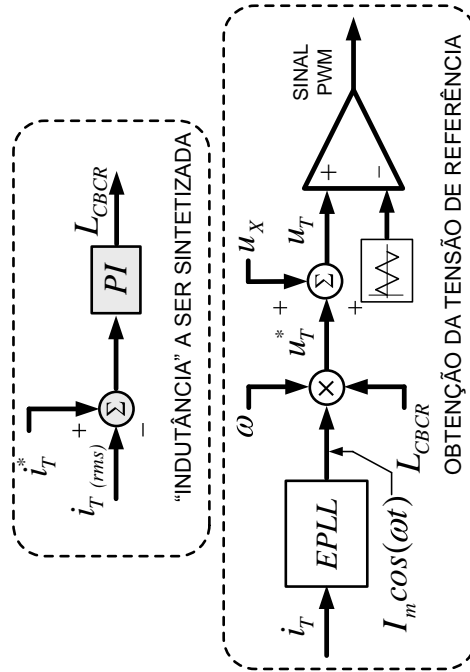 i*T
+
iT (rms)
−
Σ
PI
LCBCR
"INDUTÂNCIA" A SER SINTETIZADA
iT
EPLL
Im cos(ωt)
ω
×
LCBCR
u*T
uX
+
+
Σ
uT
+
−
SINAL
PWM
OBTENÇÃO DA TENSÃO DE REFERÊNCIA